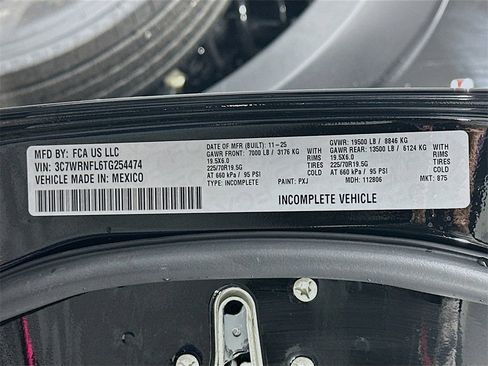 MFD BY: FCA US LLC
VIN: 3C7WRNFL6TG254474
VEHICLE MADE IN: MEXICO
DATE OF MFR (BUILT): 11-25
GAWR FRONT: 7000 LB / 3176 KG
19.5X6.0 RIMS
225/70R19.5G TIRES
AT 660 kPa / 95 PSI COLD
TYPE: INCOMPLETE
PAINT: PXJ
GVWR: 19500 LB / 8846 KG
GAWR REAR: 13500 LB / 6124 KG
19.5X6.0 RIMS
225/70R19.5G TIRES
AT 660 kPa / 95 PSI COLD
MDH: 112806
MKT: 875
INCOMPLETE VEHICLE